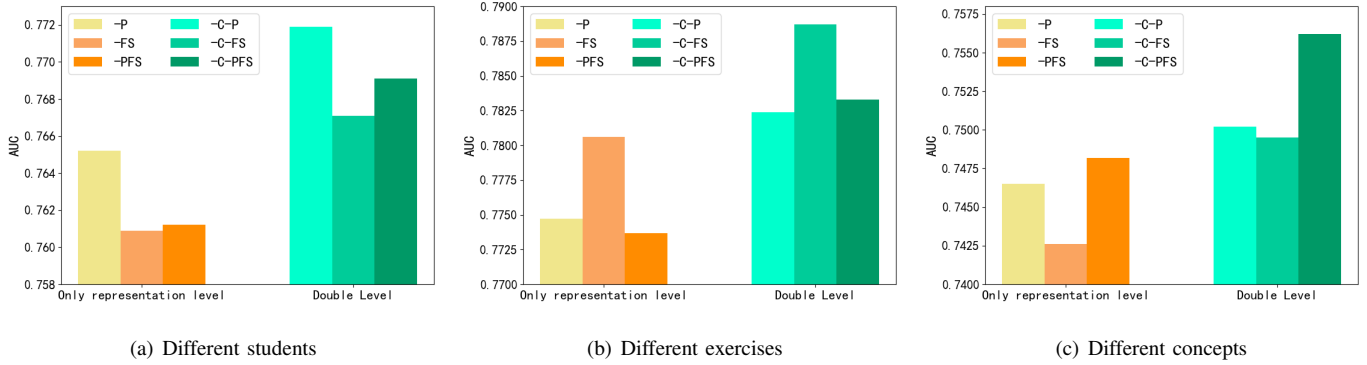 0.772
0.770
0.768
0.766
0.764
0.762
0.760
0.758
AUC
-P
-FS
-PFS
-C-P
-C-FS
-C-PFS
Only representation level
Double Level
(a) Different students
0.7900
0.7875
0.7850
0.7825
0.7800
0.7775
0.7750
0.7725
0.7700
AUC
-P
-FS
-PFS
-C-P
-C-FS
-C-PFS
Only representation level
Double Level
(b) Different exercises
0.7575
0.7550
0.7525
0.7500
0.7475
0.7450
0.7425
0.7400
AUC
-P
-FS
-PFS
-C-P
-C-FS
-C-PFS
Only representation level
Double Level
(c) Different concepts